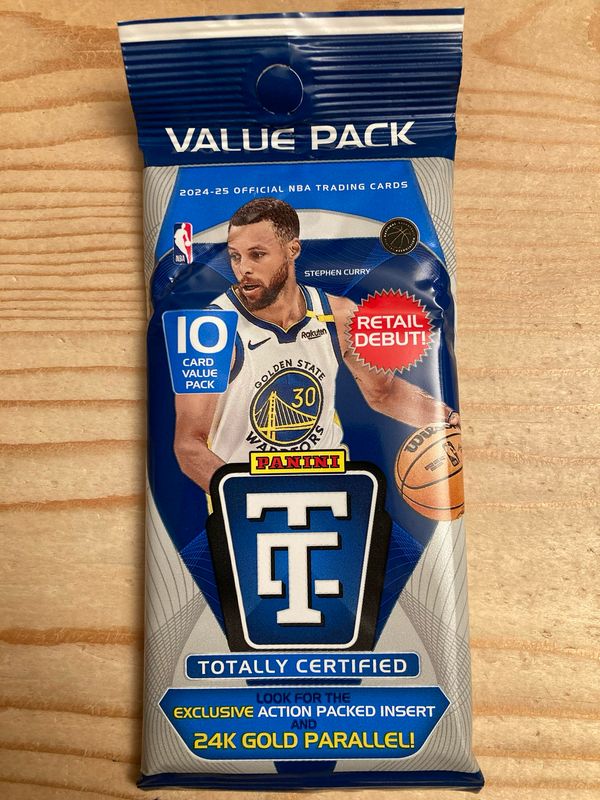 VALUE PACK
2024-25 OFFICIAL NBA TRADING CARDS
NBA
STEPHEN CURRY
10
CARD
VALUE
PACK
RETAIL
DEBUT!
Rakuten
GOLDEN STATE
30
WARRIORS
Wilson
PANINI
TC
TOTALLY CERTIFIED
LOOK FOR THE
EXCLUSIVE ACTION PACKED INSERT
AND
24K GOLD PARALLEL!